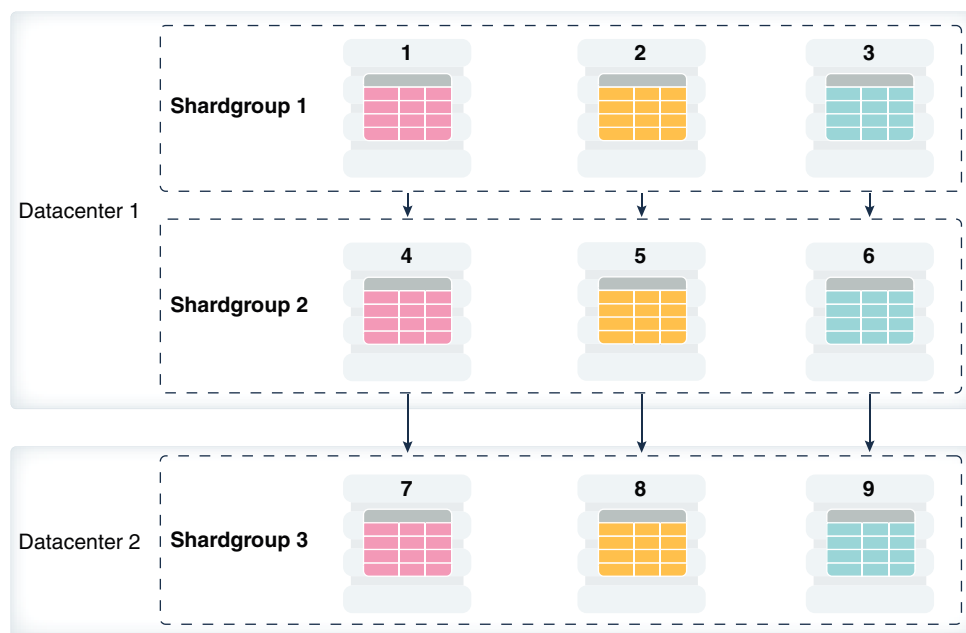 1 2 3
Shardgroup 1
Datacenter 1
4 5 6
Shardgroup 2
7 8 9
Datacenter 2 Shardgroup 3